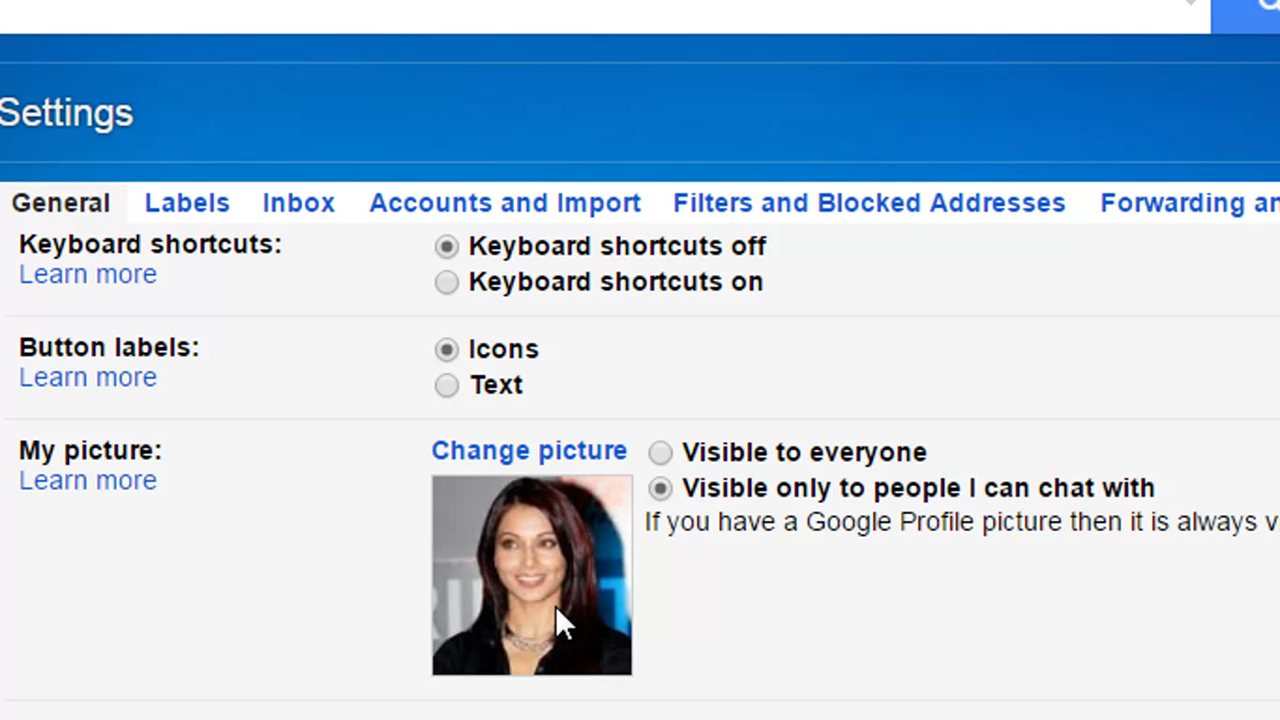 Settings
General Labels Inbox Accounts and Import Filters and Blocked Addresses Forwarding
Keyboard shortcuts:
Learn more
Keyboard shortcuts off
Keyboard shortcuts on
Button labels:
Learn more
Icons
Text
My picture:
Learn more
Change picture
Visible to everyone
Visible only to people I can chat with
If you have a Google Profile picture then it is always